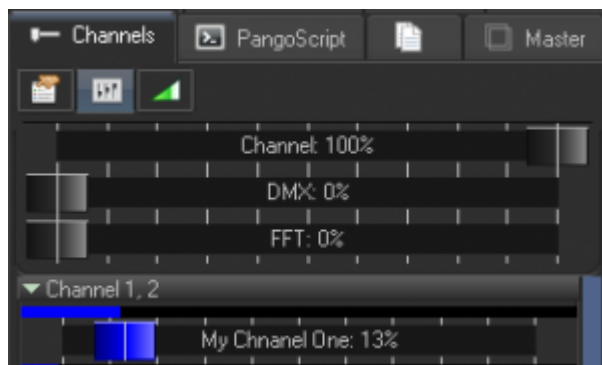 Channels PangoScript Master
Channel: 100%
DMX: 0%
FFT: 0%
Channel 1, 2
My Chnanel One: 13%